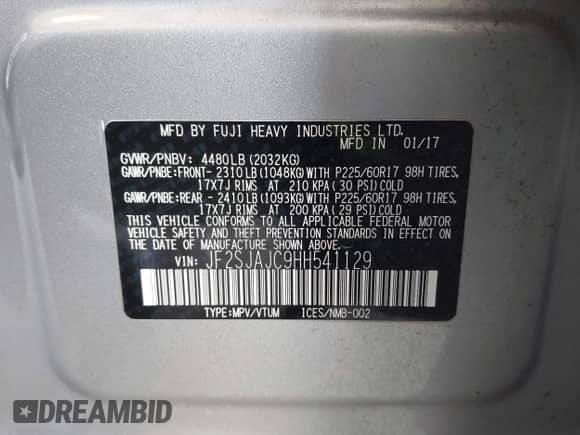 MFD BY FUJI HEAVY INDUSTRIES LTD.
MFD IN 01/17
GVWR/PNBV: 4480LB(2032KG)
GAWR/PNBE:FRONT- 2310LB(1048KG)WITH P225/60R17 98H TIRES,
17X7J RIMS AT 210 KPA( 30 PSI)COLD
GAWR/PNBE:REAR - 2410LB(1093KG)WITH P225/60R17 98H TIRES,
17X7J RIMS AT 200 KPA( 29 PSI)COLD
THIS VEHICLE CONFORMS TO ALL APPLICABLE FEDERAL MOTOR
VEHICLE SAFETY AND THEFT PREVENTION STANDARDS IN EFFECT
ON THE DATE OF MANUFACTURE SHOWN ABOVE.
VIN: JF2SJAJC9HH541129
TYPE:MPV/VTUM ICES/NMB-002
DREAMBID